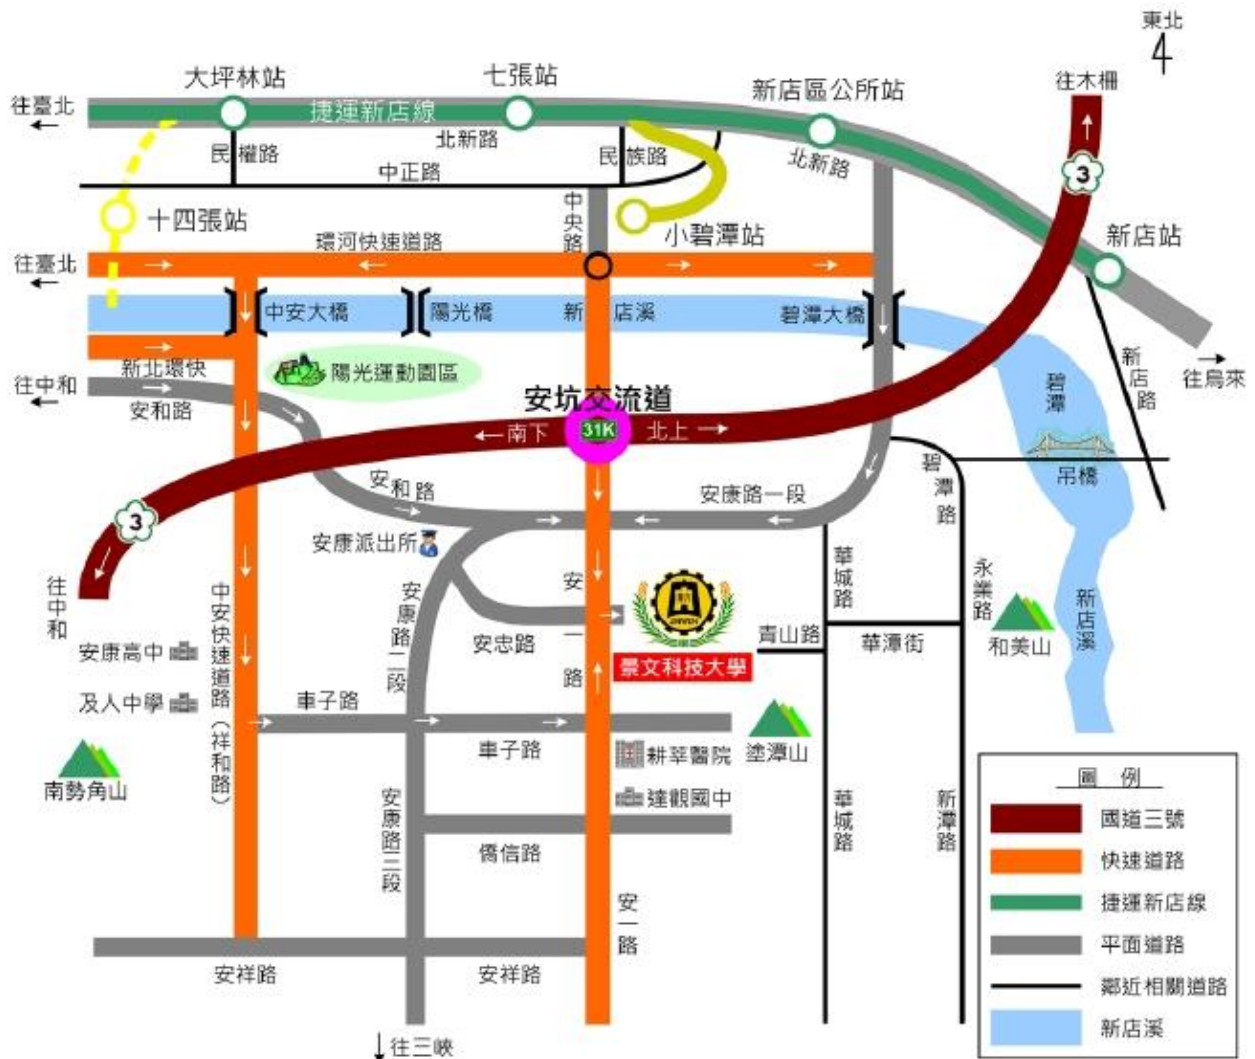 東北
4
往木柵
大坪林站
七張站
新店區公所站
往臺北
捷運新店線
北新路
北新路
民權路
民族路
3
中正路
十四張站
中央路
小碧潭站
新店站
環河快速道路
往臺北
中安大橋
陽光橋
新店溪
碧潭大橋
新北環快
陽光運動園區
新店路
往烏來
往中和
安和路
安坑交流道
碧潭
南下
31K
北上
碧潭路
吊橋
安和路
安康路一段
3
安康派出所
往中和
中安快速道路(祥和路)
安康路二段
安一路
華城路
永業路
新店溪
安忠路
青山路
華潭街
和美山
安康高中
景文科技大學
及人中學
車子路
車子路
耕莘醫院
塗潭山
南勢角山
達觀國中
安康路三段
僑信路
華城路
新潭路
安一路
安祥路
安祥路
往三峽
圖例
國道三號
快速道路
捷運新店線
平面道路
鄰近相關道路
新店溪